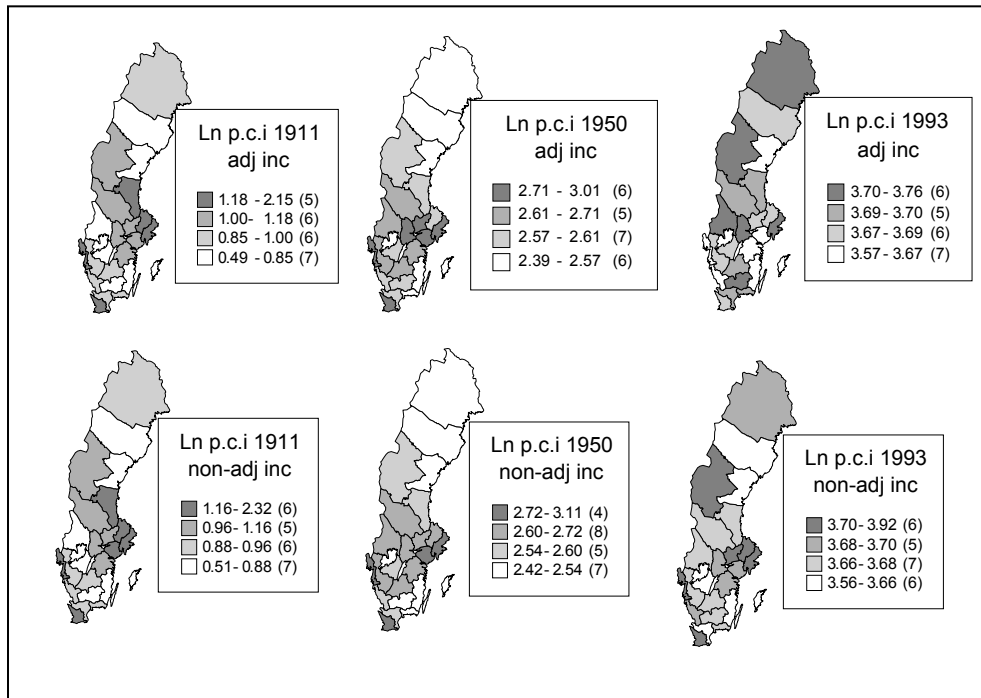 Ln p.c.i 1911
adj inc
1.18 - 2.15 (5)
1.00- 1.18 (6)
0.85 - 1.00 (6)
0.49 - 0.85 (7)
Ln p.c.i 1950
adj inc
2.71 - 3.01 (6)
2.61 - 2.71 (5)
2.57 - 2.61 (7)
2.39 - 2.57 (6)
Ln p.c.i 1993
adj inc
3.70 - 3.76 (6)
3.69 - 3.70 (5)
3.67 - 3.69 (6)
3.57 - 3.67 (7)
Ln p.c.i 1911
non-adj inc
1.16- 2.32 (6)
0.96- 1.16 (5)
0.88- 0.96 (6)
0.51- 0.88 (7)
Ln p.c.i 1950
non-adj inc
2.72- 3.11 (4)
2.60- 2.72 (8)
2.54- 2.60 (5)
2.42- 2.54 (7)
Ln p.c.i 1993
non-adj inc
3.70 - 3.92 (6)
3.68 - 3.70 (5)
3.66 - 3.68 (7)
3.56 - 3.66 (6)